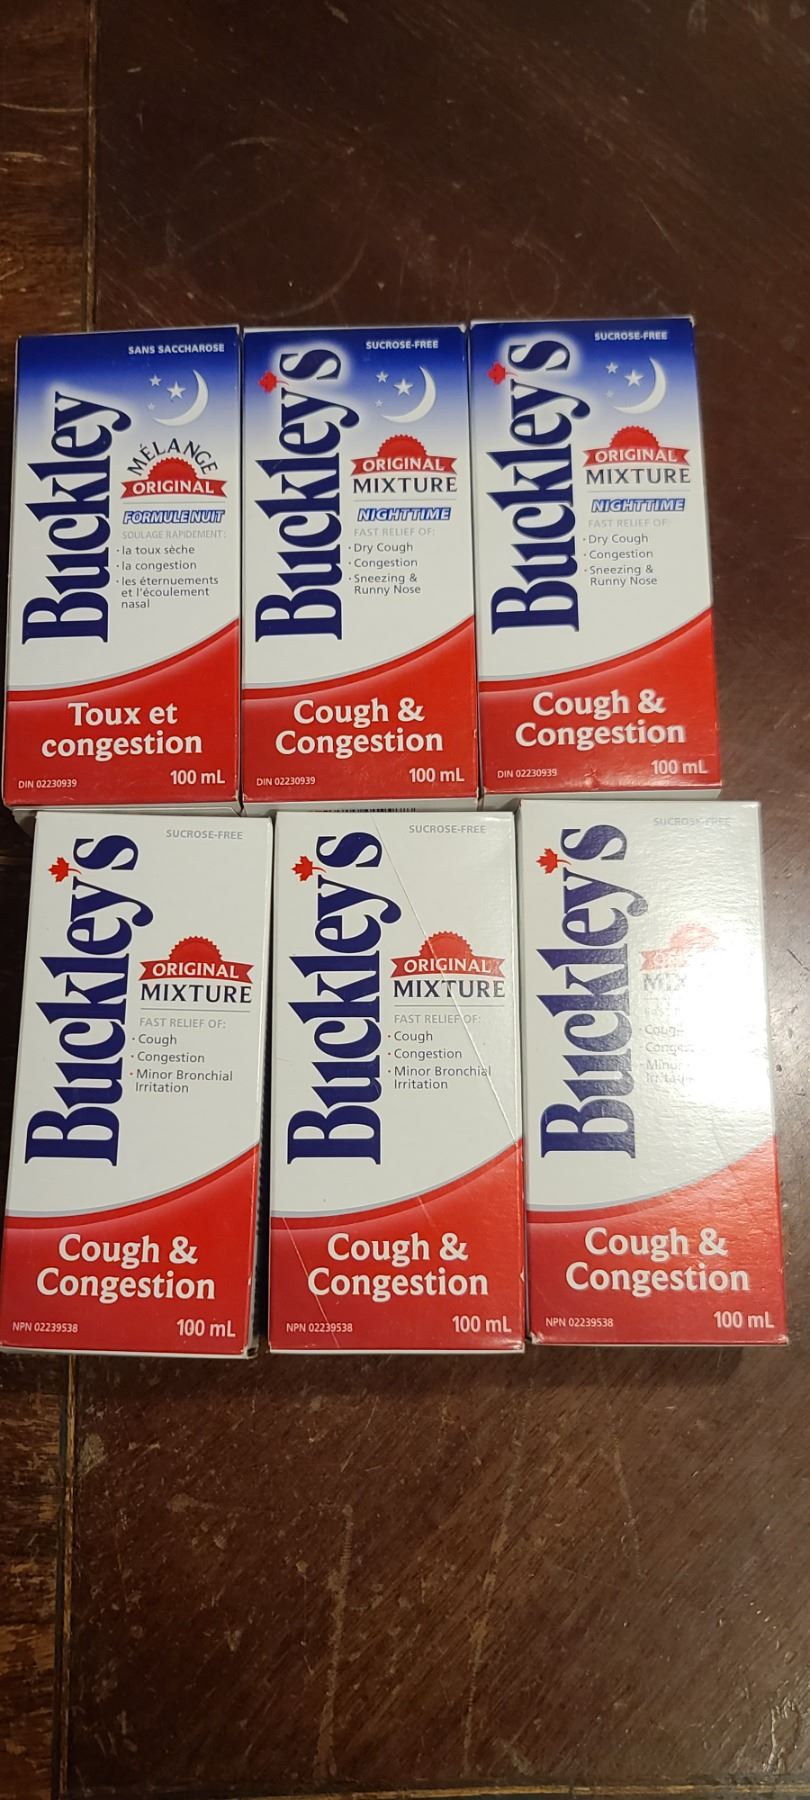 SANS SACCHAROSE
Buckley
MÉLANGE
ORIGINAL
FORMULE NUIT
SOULAGE RAPIDEMENT:
· la toux sèche
· la congestion
· les éternuements
et l'écoulement
nasal
Toux et
congestion
DIN 02230939
100 mL
SUCROSE-FREE
Buckley's
ORIGINAL
MIXTURE
NIGHTTIME
FAST RELIEF OF:
· Dry Cough
· Congestion
· Sneezing &
Runny Nose
Cough &
Congestion
DIN 02230939
100 mL
SUCROSE-FREE
Buckley's
ORIGINAL
MIXTURE
NIGHTTIME
FAST RELIEF OF:
· Dry Cough
· Congestion
· Sneezing &
Runny Nose
Cough &
Congestion
DIN 02230939
100 mL
SUCROSE-FREE
Buckley's
ORIGINAL
MIXTURE
FAST RELIEF OF:
· Cough
· Congestion
· Minor Bronchial
Irritation
Cough &
Congestion
NPN 02239538
100 mL
SUCROSE-FREE
Buckley's
ORIGINAL
MIXTURE
FAST RELIEF OF:
· Cough
· Congestion
· Minor Bronchial
Irritation
Cough &
Congestion
NPN 02239538
100 mL
SUCROSE-FREE
Buckley's
Cough &
Congestion
NPN 02239538
100 mL